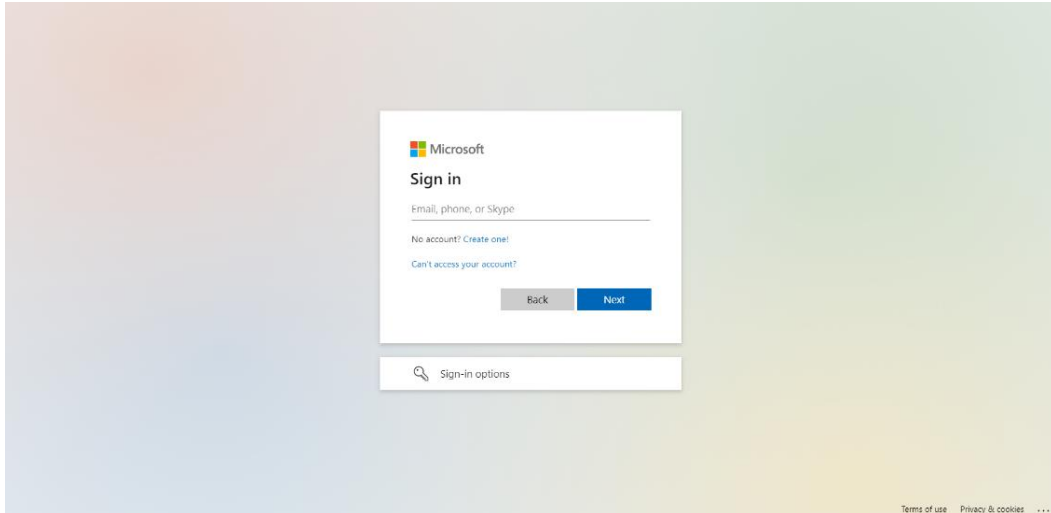 Microsoft
Sign in
Email, phone, or Skype
No account? Create one!
Can't access your account?
Back Next
Sign-in options
Terms of use Privacy & cookies ...